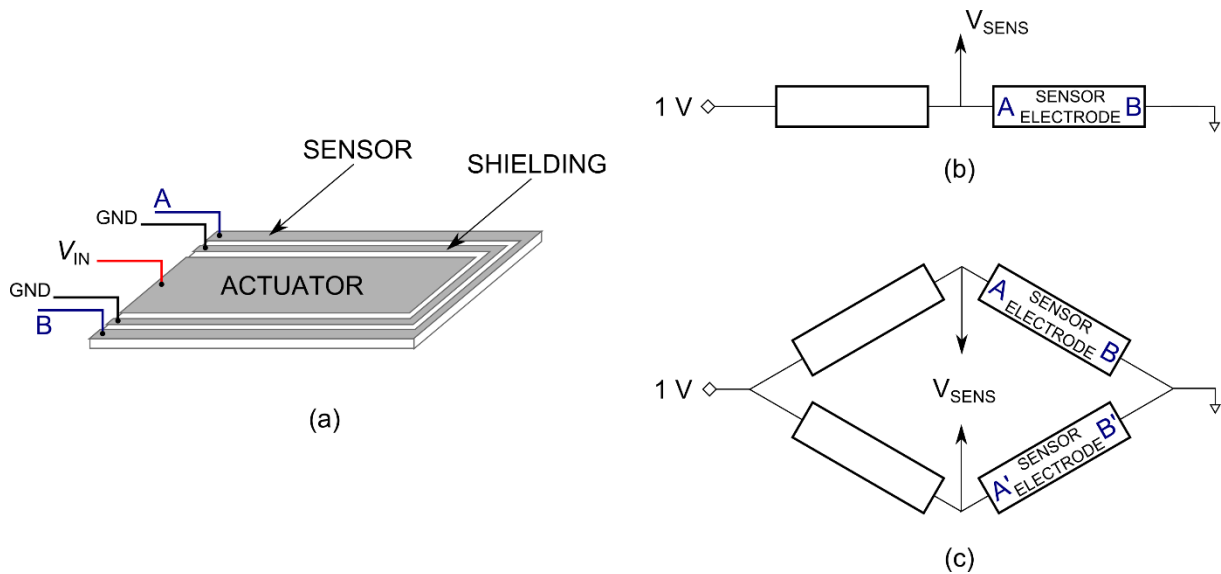 SENSOR
SHIELDING
A
GND
V_IN
GND
B
ACTUATOR
(a)
V_SENS
1 V
A SENSOR ELECTRODE B
(b)
A SENSOR ELECTRODE B
1 V
V_SENS
A' SENSOR ELECTRODE B'
(c)